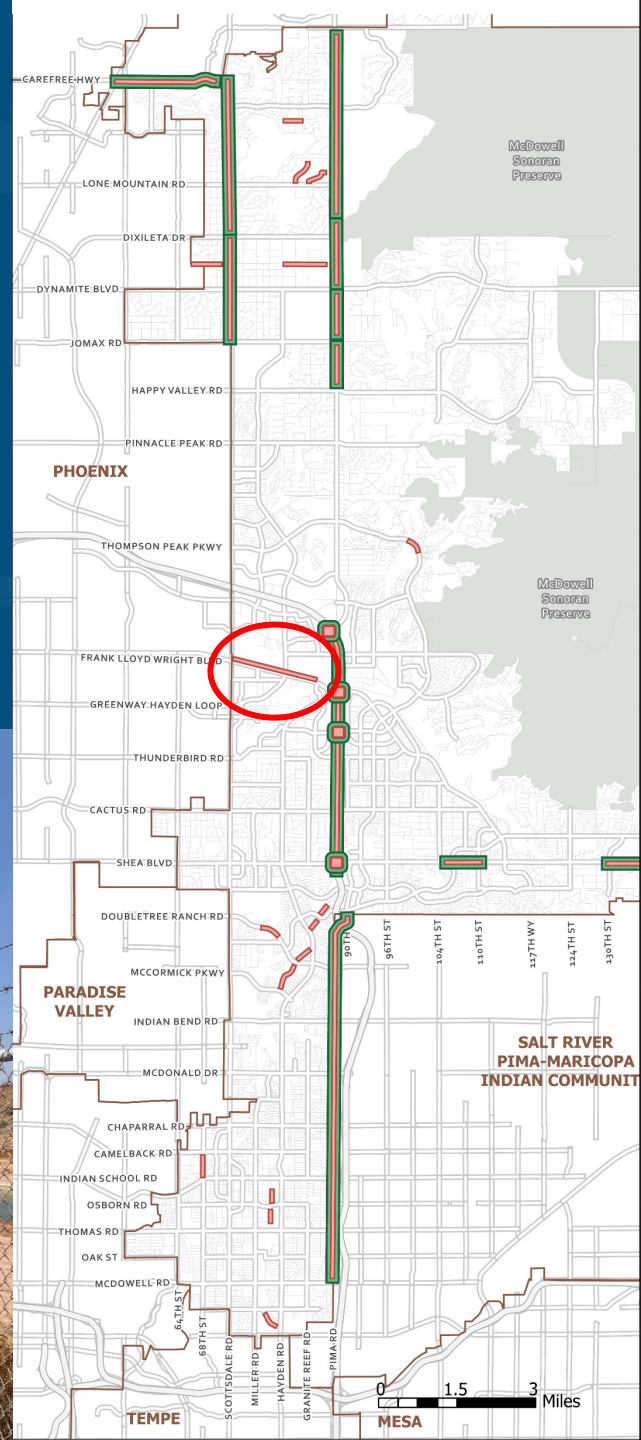 CAREFREE HWY
McDowell
Sonoran
Preserve
LONE MOUNTAIN RD
DIXILETA DR
DYNAMITE BLVD
JOMAX RD
HAPPY VALLEY RD
PINNACLE PEAK RD
PHOENIX
THOMPSON PEAK PKWY
McDowell
Sonoran
Preserve
FRANK LLOYD WRIGHT BLVD
GREENWAY HAYDEN LOOP
THUNDERBIRD RD
CACTUS RD
SHEA BLVD
DOUBLETREE RANCH RD
90TH
96TH ST
104TH ST
110TH ST
117TH WY
124TH ST
130TH ST
MCCORMICK PKWY
PARADISE
VALLEY
INDIAN BEND RD
SALT RIVER
PIMA-MARICOPA
INDIAN COMMUNIT
MCDONALD DR
CHAPARRAL RD
CAMELBACK RD
INDIAN SCHOOL RD
OSBORN RD
THOMAS RD
OAK ST
MCDOWELL RD
64TH ST
68TH ST
SCOTTSDALE RD
MILLER RD
HAYDEN RD
GRANITE REEF RD
PIMA RD
0 1.5 3
Miles
TEMPE
MESA